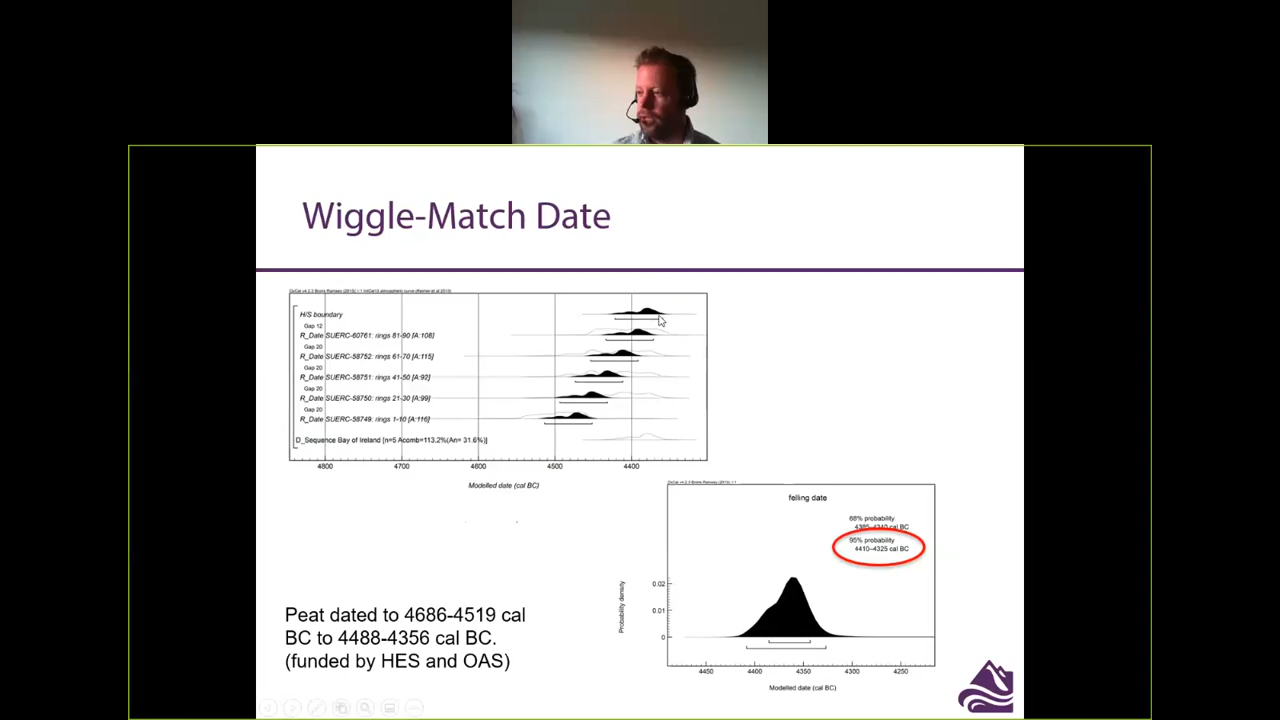 Wiggle-Match Date
H/S boundary
Gap 12
R_Date SUERC-60761: rings 81-90 [A:108]
Gap 20
R_Date SUERC-58752: rings 61-70 [A:115]
Gap 20
R_Date SUERC-58751: rings 41-50 [A:92]
Gap 20
R_Date SUERC-58750: rings 21-30 [A:99]
Gap 20
R_Date SUERC-58749: rings 1-10 [A:116]
D_Sequence Bay of Ireland [n=5 Acomb=113.2%(An= 31.6%)]
4800 4700 4600 4500 4400
Modelled date (cal BC)
felling date
68% probability
4385-4340 cal BC
95% probability
4410-4325 cal BC
Probability density
0.02
0.01
0
4450 4400 4350 4300 4250
Modelled date (cal BC)
Peat dated to 4686-4519 cal
BC to 4488-4356 cal BC.
(funded by HES and OAS)